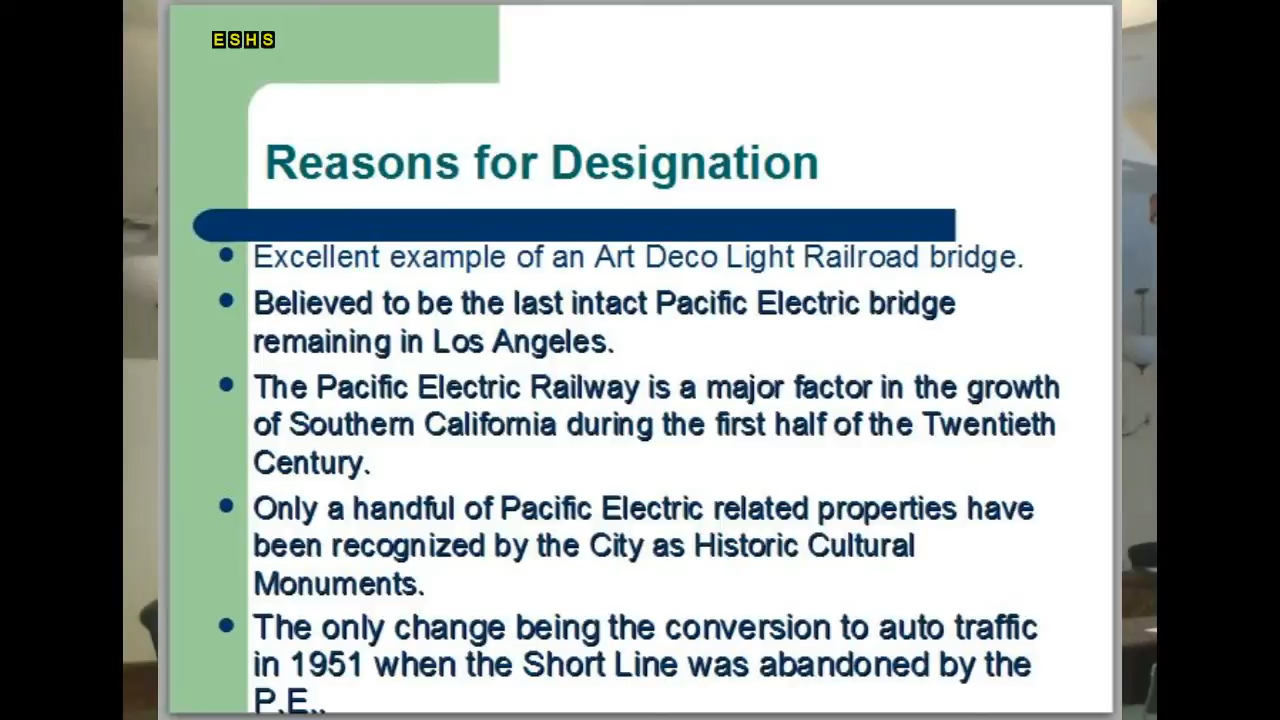 ESHS
Reasons for Designation
• Excellent example of an Art Deco Light Railroad bridge.
• Believed to be the last intact Pacific Electric bridge
remaining in Los Angeles.
• The Pacific Electric Railway is a major factor in the growth
of Southern California during the first half of the Twentieth
Century.
• Only a handful of Pacific Electric related properties have
been recognized by the City as Historic Cultural
Monuments.
• The only change being the conversion to auto traffic
in 1951 when the Short Line was abandoned by the
P.E..